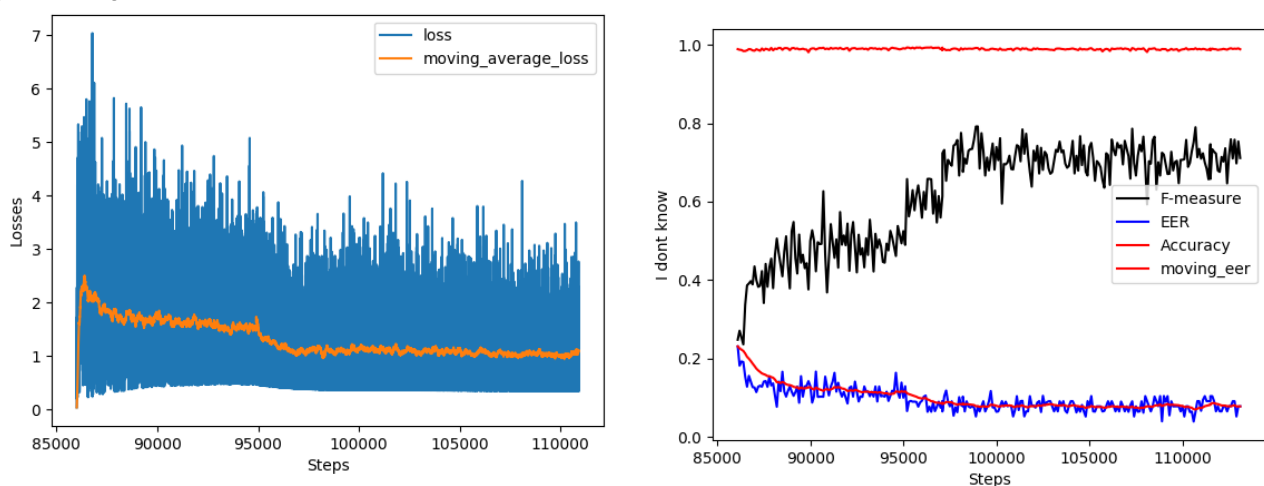 7
6
5
4
3
2
1
0
Losses
85000 90000 95000 100000 105000 110000
Steps
loss
moving_average_loss
1.0
0.8
0.6
0.4
0.2
0.0
I dont know
85000 90000 95000 100000 105000 110000
Steps
F-measure
EER
Accuracy
moving_eer